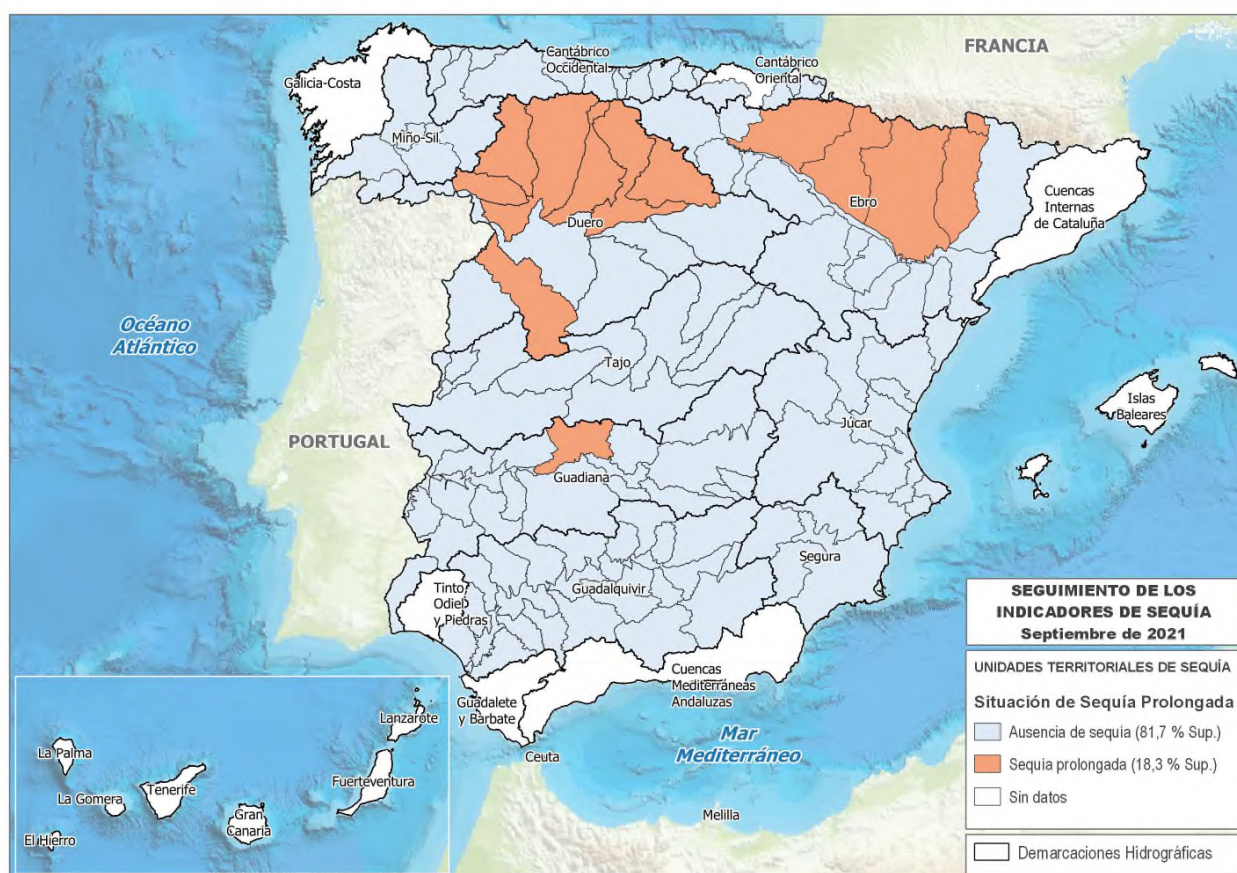 FRANCIA
Cantábrico
Occidental
Cantábrico
Oriental
Galicia-Costa
Miño-Sil
Duero
Ebro
Cuencas
Internas
de Cataluña
Océano
Atlántico
Tajo
PORTUGAL
Júcar
Islas
Baleares
Guadiana
Segura
Guadalquivir
Tinto
Odiel
y Piedras
Cuencas
Mediterráneas
Andaluzas
Guadalete
y Barbate
Mar
Mediterráneo
Ceuta
Melilla
Lanzarote
La Palma
Fuerteventura
Tenerife
La Gomera
Gran
Canaria
El Hierro
SEGUIMIENTO DE LOS
INDICADORES DE SEQUÍA
Septiembre de 2021
UNIDADES TERRITORIALES DE SEQUÍA
Situación de Sequía Prolongada
Ausencia de sequía (81,7 % Sup.)
Sequia prolongada (18,3 % Sup.)
Sin datos
Demarcaciones Hidrográficas